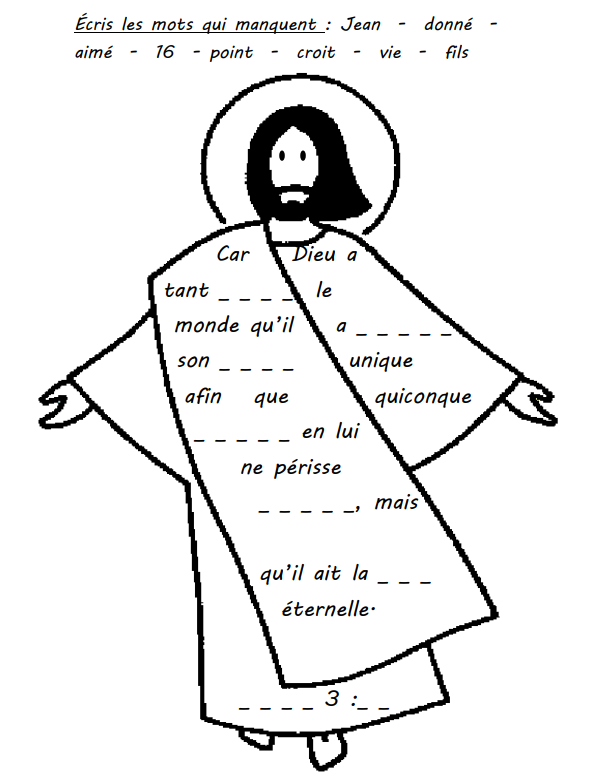 Écris les mots qui manquent : Jean - donné -
aimé - 16 - point - croit - vie - fils
Car Dieu a
tant _ _ _ _ le
monde qu'il a _ _ _ _ _
son _ _ _ _ unique
afin que quiconque
_ _ _ _ _ en lui
ne périsse
_ _ _ _ _, mais
qu'il ait la _ _ _
éternelle.
_ _ _ _ 3 :_ _